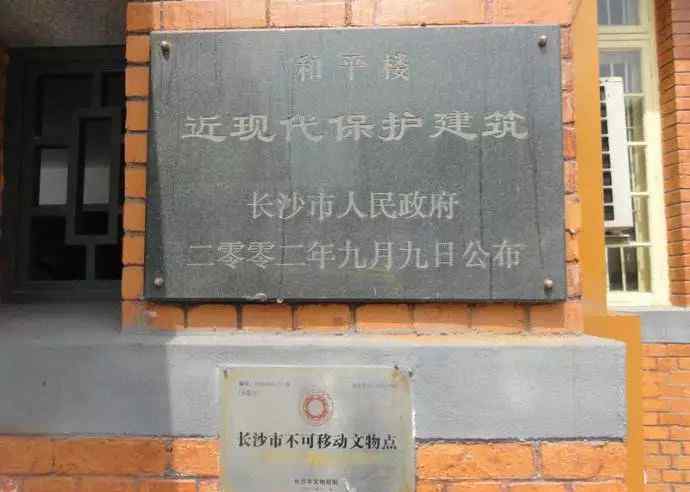 和平楼
近现代保护建筑
长沙市人民政府
二零零二年九月九日公布
长沙市不可移动文物点